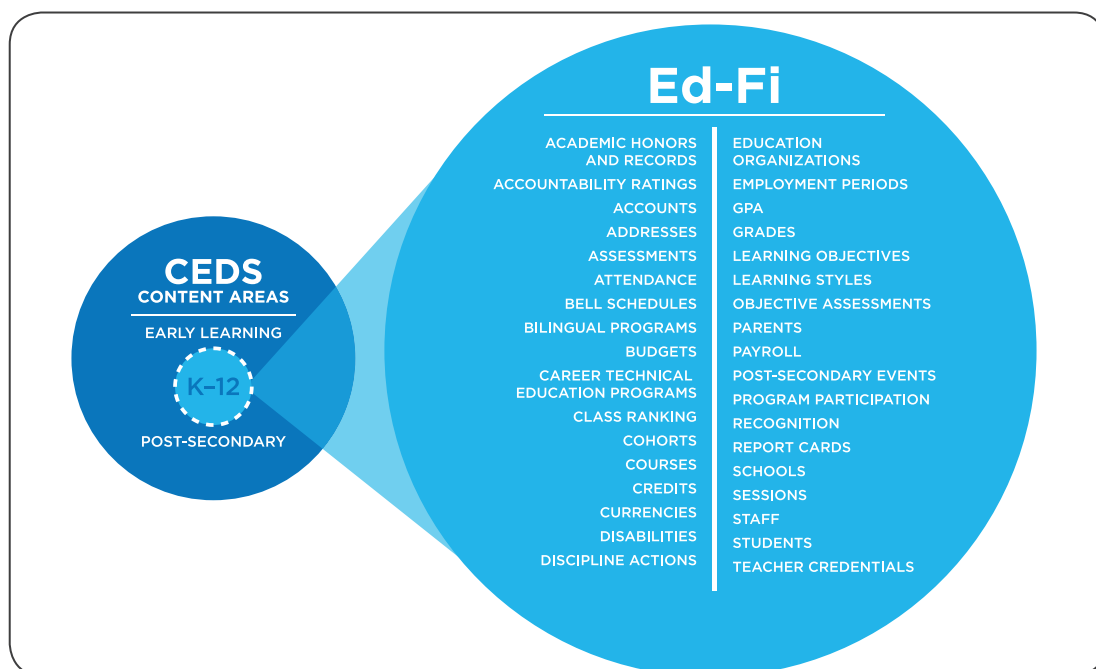 CEDS
CONTENT AREAS
EARLY LEARNING
K–12
POST-SECONDARY
Ed-Fi
ACADEMIC HONORS
AND RECORDS
ACCOUNTABILITY RATINGS
ACCOUNTS
ADDRESSES
ASSESSMENTS
ATTENDANCE
BELL SCHEDULES
BILINGUAL PROGRAMS
BUDGETS
CAREER TECHNICAL
EDUCATION PROGRAMS
CLASS RANKING
COHORTS
COURSES
CREDITS
CURRENCIES
DISABILITIES
DISCIPLINE ACTIONS
EDUCATION
ORGANIZATIONS
EMPLOYMENT PERIODS
GPA
GRADES
LEARNING OBJECTIVES
LEARNING STYLES
OBJECTIVE ASSESSMENTS
PARENTS
PAYROLL
POST-SECONDARY EVENTS
PROGRAM PARTICIPATION
RECOGNITION
REPORT CARDS
SCHOOLS
SESSIONS
STAFF
STUDENTS
TEACHER CREDENTIALS